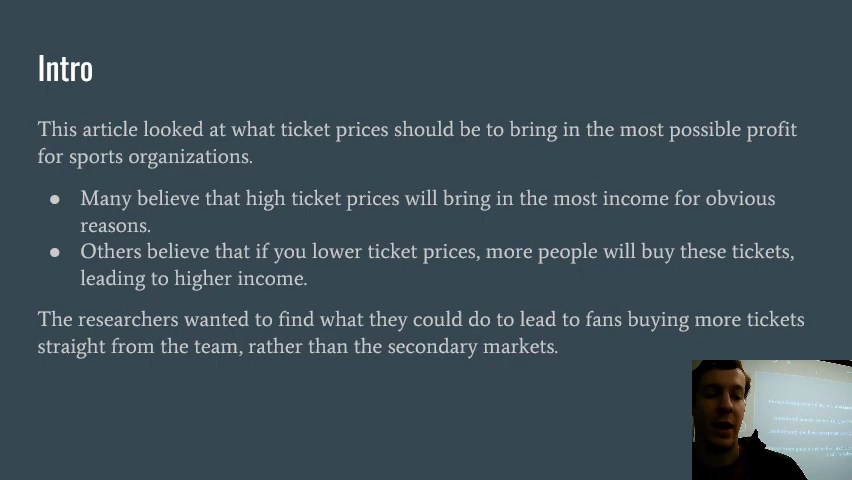 Intro
This article looked at what ticket prices should be to bring in the most possible profit
for sports organizations.
● Many believe that high ticket prices will bring in the most income for obvious
reasons.
● Others believe that if you lower ticket prices, more people will buy these tickets,
leading to higher income.
The researchers wanted to find what they could do to lead to fans buying more tickets
straight from the team, rather than the secondary markets.